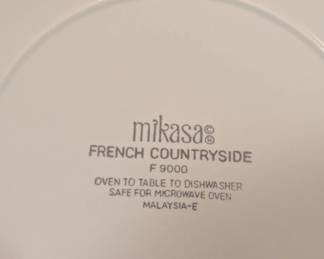 mikasa©
FRENCH COUNTRYSIDE
F 9000
OVEN TO TABLE TO DISHWASHER
SAFE FOR MICROWAVE OVEN
MALAYSIA-E